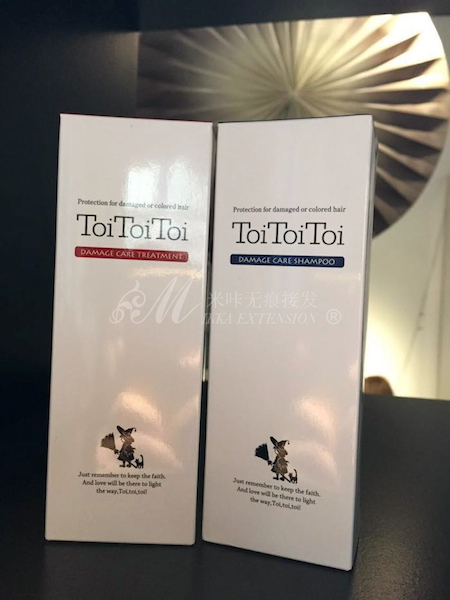 Protection for damaged or colored hair
ToiToiToi
DAMAGE CARE TREATMENT
Just remember to keep the faith.
And love will be there to light
the way,Toi,toi,toi!
Protection for damaged or colored hair
ToiToiToi
DAMAGE CARE SHAMPOO
Just remember to keep the faith.
And love will be there to light
the way,Toi,toi,toi!
米咔无痕接发
MIKKA EXTENSION ®